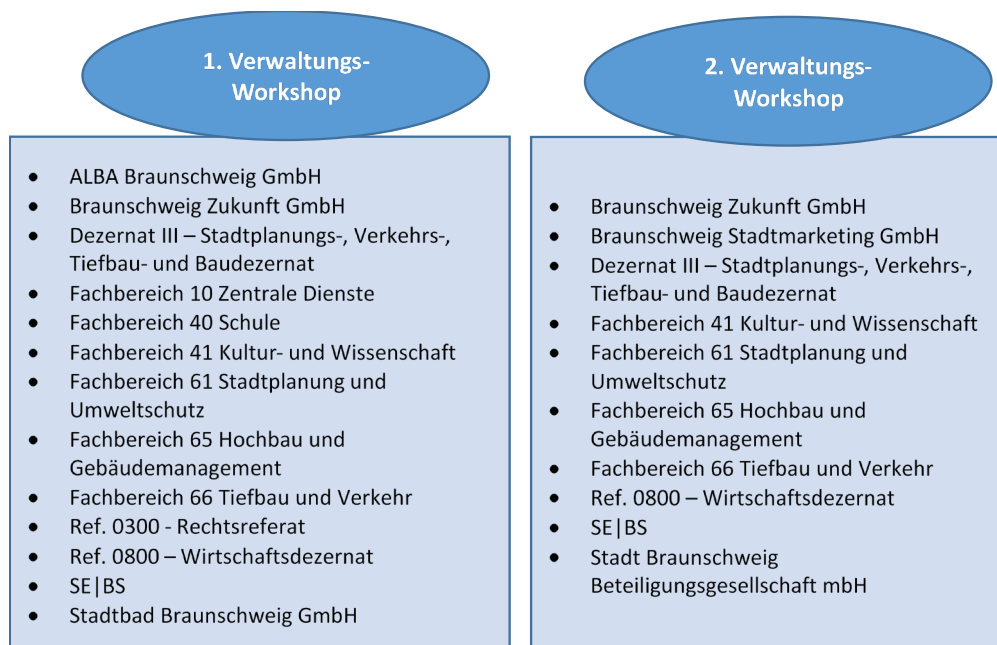 1. Verwaltungs-
Workshop
• ALBA Braunschweig GmbH
• Braunschweig Zukunft GmbH
• Dezernat III – Stadtplanungs-, Verkehrs-,
Tiefbau- und Baudezernat
• Fachbereich 10 Zentrale Dienste
• Fachbereich 40 Schule
• Fachbereich 41 Kultur- und Wissenschaft
• Fachbereich 61 Stadtplanung und
Umweltschutz
• Fachbereich 65 Hochbau und
Gebäudemanagement
• Fachbereich 66 Tiefbau und Verkehr
• Ref. 0300 - Rechtsreferat
• Ref. 0800 – Wirtschaftsdezernat
• SE|BS
• Stadtbad Braunschweig GmbH
2. Verwaltungs-
Workshop
• Braunschweig Zukunft GmbH
• Braunschweig Stadtmarketing GmbH
• Dezernat III – Stadtplanungs-, Verkehrs-,
Tiefbau- und Baudezernat
• Fachbereich 41 Kultur- und Wissenschaft
• Fachbereich 61 Stadtplanung und
Umweltschutz
• Fachbereich 65 Hochbau und
Gebäudemanagement
• Fachbereich 66 Tiefbau und Verkehr
• Ref. 0800 – Wirtschaftsdezernat
• SE|BS
• Stadt Braunschweig
Beteiligungsgesellschaft mbH